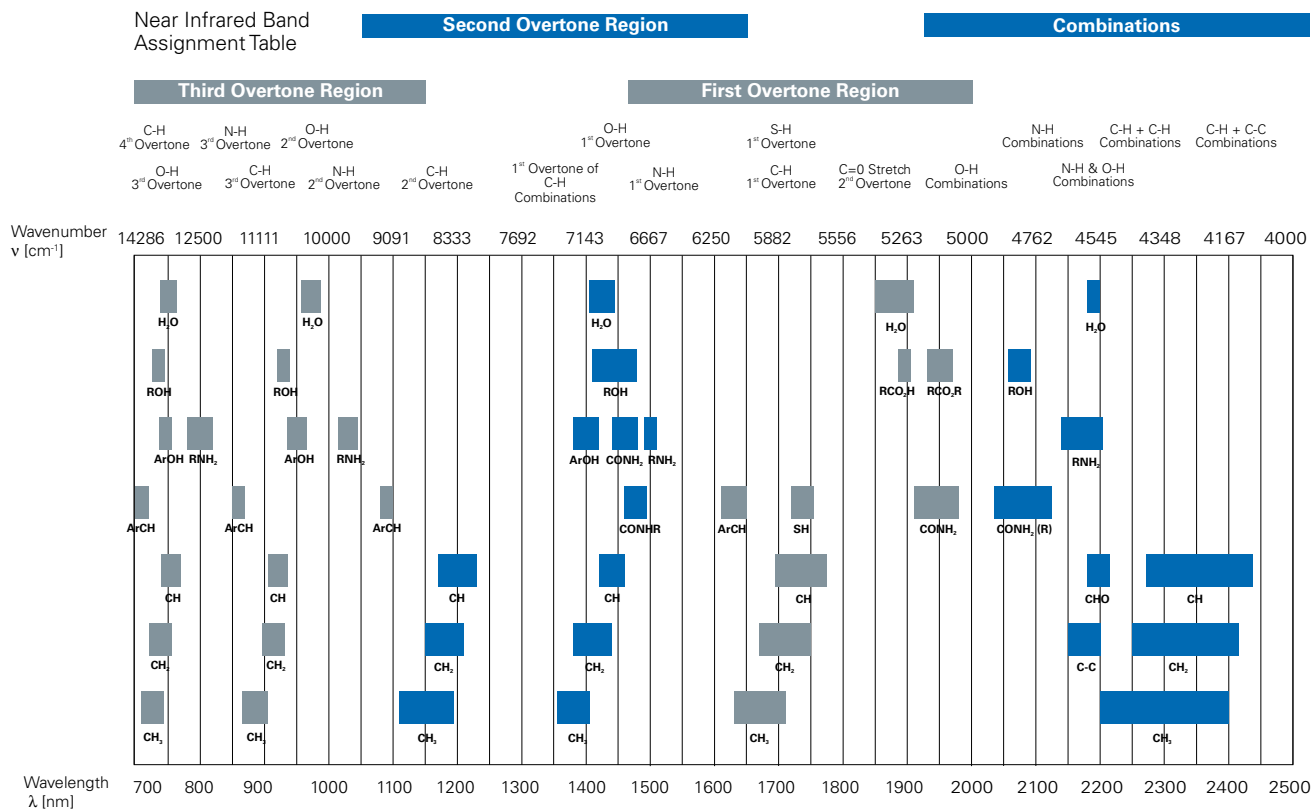 Near Infrared Band
Assignment Table
Second Overtone Region
Combinations
Third Overtone Region
First Overtone Region
C-H
4th Overtone
N-H
3rd Overtone
O-H
2nd Overtone
O-H
1st Overtone
S-H
1st Overtone
N-H
Combinations
C-H + C-H
Combinations
C-H + C-C
Combinations
O-H
3rd Overtone
C-H
3rd Overtone
N-H
2nd Overtone
C-H
2nd Overtone
1st Overtone of
C-H
Combinations
N-H
1st Overtone
C-H
1st Overtone
C=0 Stretch
2nd Overtone
O-H
Combinations
N-H & O-H
Combinations
Wavenumber
ν [cm-1]
14286 12500 11111 10000 9091 8333 7692 7143 6667 6250 5882 5556 5263 5000 4762 4545 4348 4167 4000
H₂O H₂O H₂O H₂O H₂O
ROH ROH ROH RCO₂H RCO₂R ROH
ArOH RNH₂ ArOH RNH₂ ArOH CONH₂ RNH₂ RNH₂
ArCH ArCH ArCH CONHR ArCH SH CONH₂ CONH₂ (R)
CH CH CH CH CH CHO CH
CH₂ CH₂ CH₂ CH₂ CH₂ C-C CH₂
CH₃ CH₃ CH₃ CH₃ CH₃ CH₃
Wavelength
λ [nm]
700 800 900 1000 1100 1200 1300 1400 1500 1600 1700 1800 1900 2000 2100 2200 2300 2400 2500